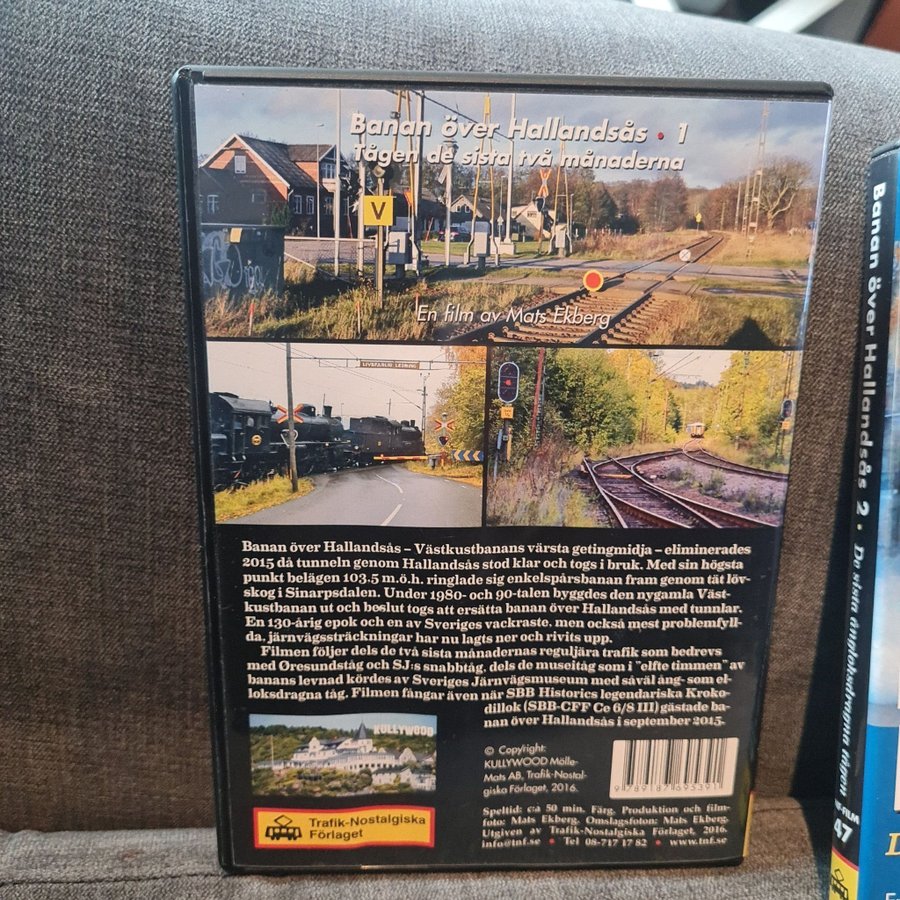 Banan över Hallandsås • 1
Tågen de sista två månaderna
V
En film av Mats Ekberg
Banan över Hallandsås – Västkustbanans värsta getingmidja – eliminerades
2015 då tunneln genom Hallandsås stod klar och togs i bruk. Med sin högsta
punkt belägen 103.5 m.ö.h. ringlade sig enkelspårsbanan fram genom tät löv-
skog i Sinarpsdalen. Under 1980- och 90-talen byggdes den nygamla Väst-
kustbanan ut och beslut togs att ersätta banan över Hallandsås med tunnlar.
En 130-årig epok och en av Sveriges vackraste, men också mest problemfyll-
da, järnvägssträckningar har nu lagts ner och rivits upp.
Filmen följer dels de två sista månadernas reguljära trafik som bedrevs
med Øresundståg och SJ:s snabbtåg, dels de museitåg som i "elfte timmen" av
banans levnad kördes av Sveriges Järnvägsmuseum med såväl ång- som el-
loksdragna tåg. Filmen fångar även när SBB Historics legendariska Kroko-
dillok (SBB-CFF Ce 6/8 III) gästade ba-
nan över Hallandsås i september 2015.
KULLYWOOD
© Copyright:
KULLYWOOD Mölle-
Mats AB, Trafik-Nostal-
giska Förlaget, 2016.
9789187695391
Trafik-Nostalgiska
Förlaget
Speltid: ca 50 min. Färg. Produktion och film-
foto: Mats Ekberg. Omslagsfoton: Mats Ekberg.
Utgiven av Trafik-Nostalgiska Förlaget, 2016.
info@tnf.se • Tel 08-717 17 82 • www.tnf.se
Banan över Hallandsås 2 • De sista ångloksdragna tågen
47